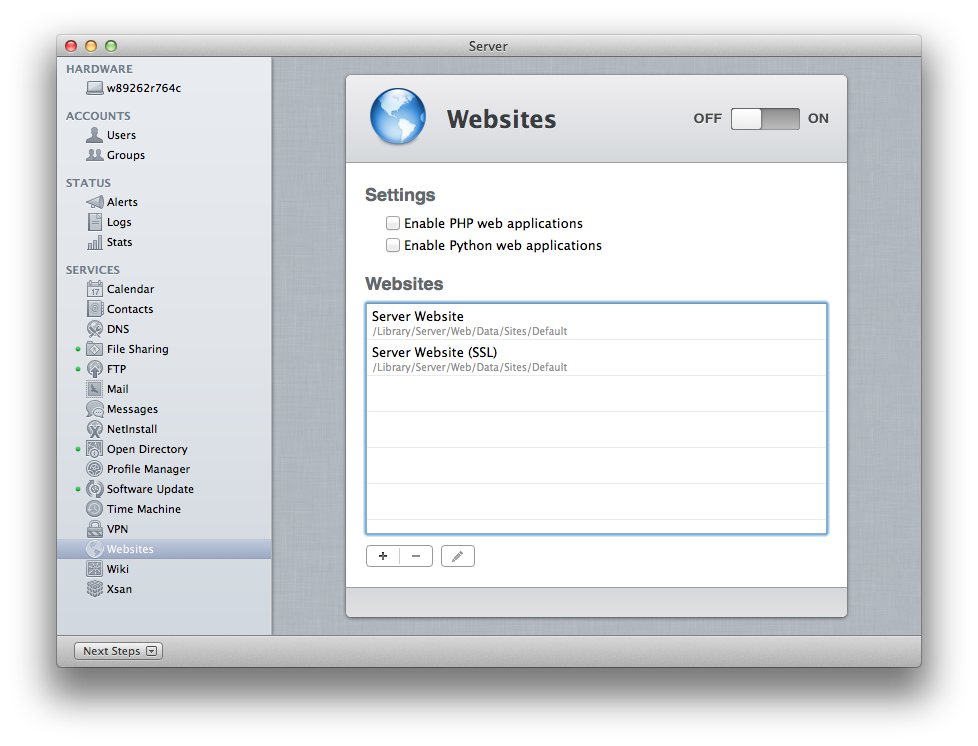 Server
HARDWARE
w89262r764c
ACCOUNTS
Users
Groups
STATUS
Alerts
Logs
Stats
SERVICES
17
Calendar
Contacts
DNS
File Sharing
FTP
Mail
Messages
NetInstall
Open Directory
Profile Manager
Software Update
Time Machine
VPN
Websites
Wiki
Xsan
Next Steps
Websites
OFF
ON
Settings
Enable PHP web applications
Enable Python web applications
Websites
Server Website
/Library/Server/Web/Data/Sites/Default
Server Website (SSL)
/Library/Server/Web/Data/Sites/Default